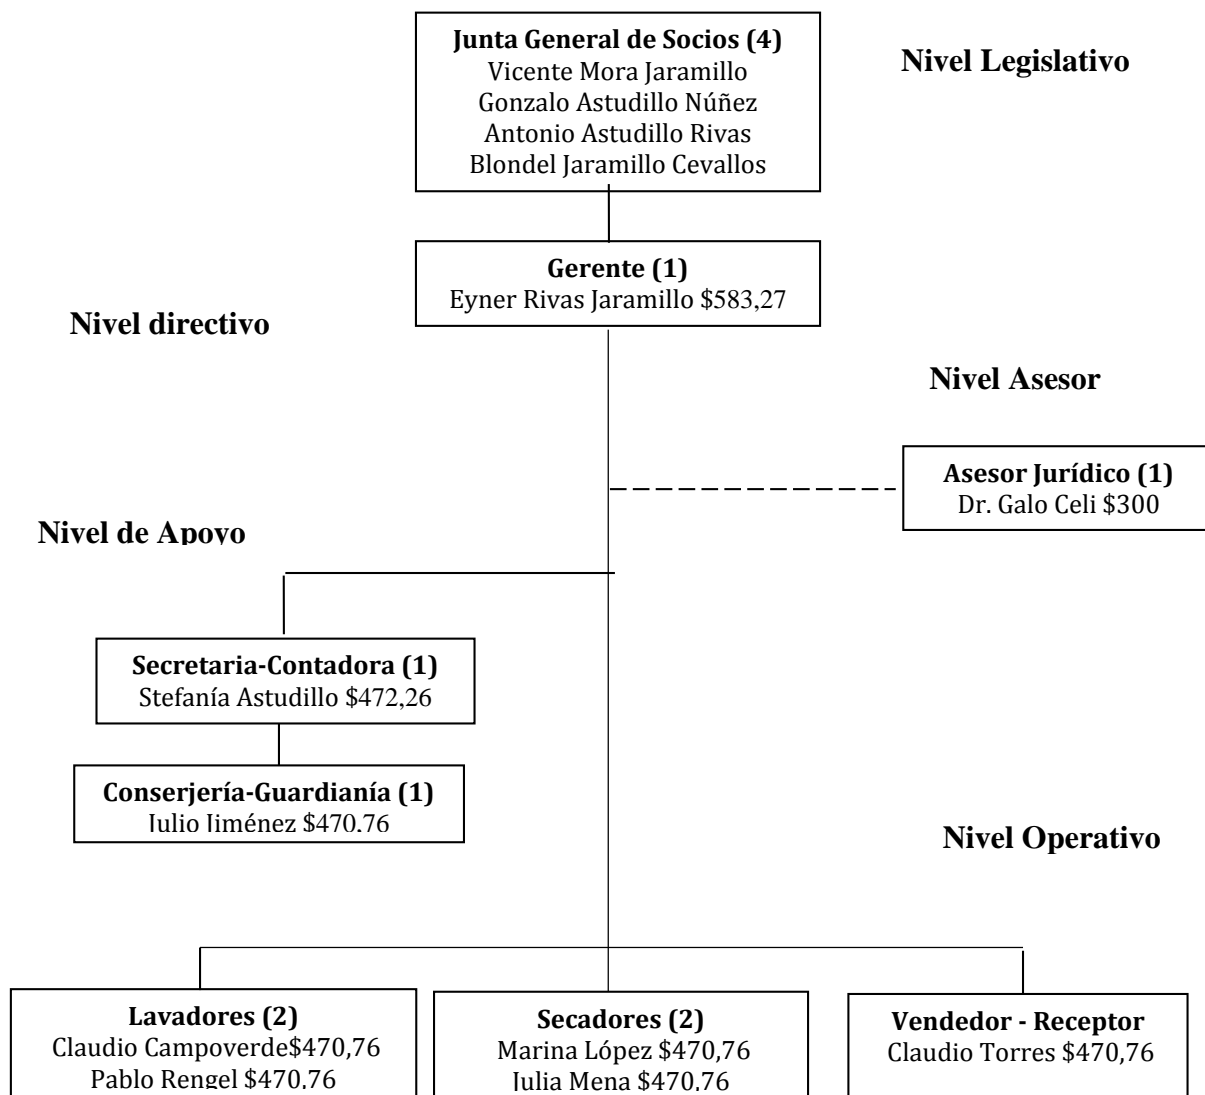 Junta General de Socios (4)
Vicente Mora Jaramillo
Gonzalo Astudillo Núñez
Antonio Astudillo Rivas
Blondel Jaramillo Cevallos
Nivel Legislativo
Gerente (1)
Eyner Rivas Jaramillo $583,27
Nivel directivo
Nivel Asesor
Asesor Jurídico (1)
Dr. Galo Celi $300
Nivel de Apoyo
Secretaria-Contadora (1)
Stefanía Astudillo $472,26
Conserjería-Guardianía (1)
Julio Jiménez $470,76
Nivel Operativo
Lavadores (2)
Claudio Campoverde$470,76
Pablo Rengel $470,76
Secadores (2)
Marina López $470,76
Julia Mena $470,76
Vendedor - Receptor
Claudio Torres $470,76